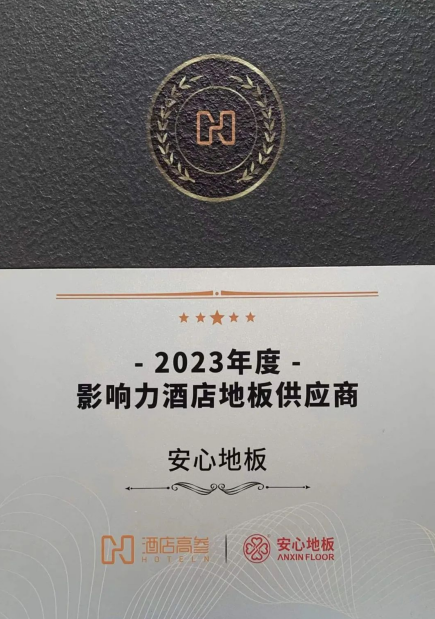 - 2023年度 -
影响力酒店地板供应商
安心地板
酒店高参
HOTELN
安心地板
ANXIN FLOOR